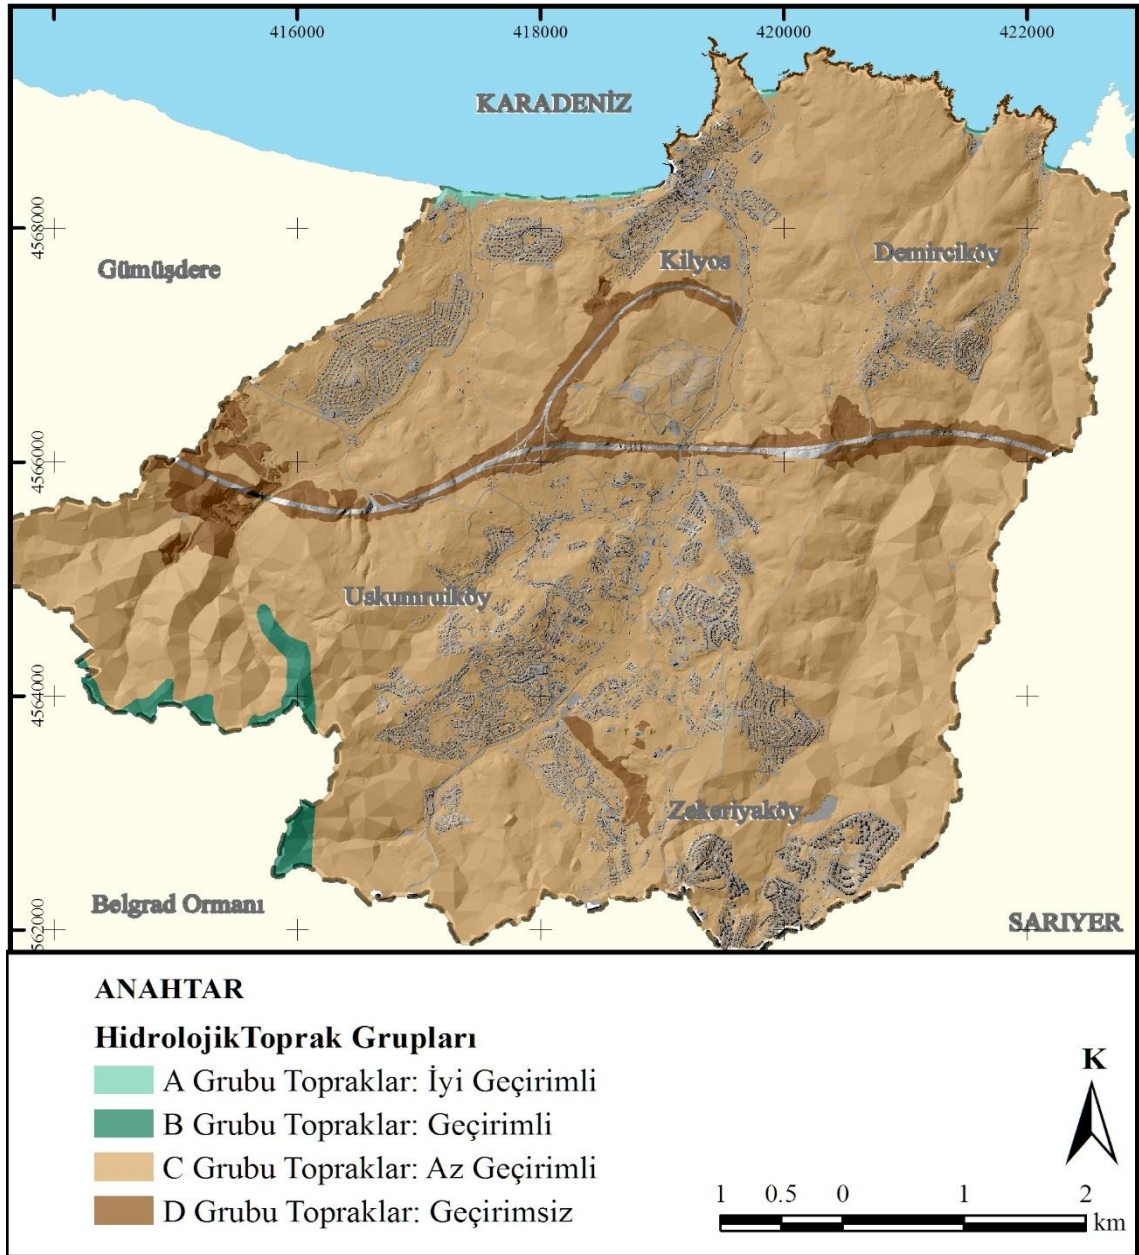 416000 418000 420000 422000
KARADENİZ
4568000
Gümüşdere
Kilyos
Demirciköy
4566000
Uskumruiköy
4564000
Zekeriyaköy
Belgrad Ormanı
SARIYER
562000
ANAHTAR
HidrolojikToprak Grupları
A Grubu Topraklar: İyi Geçirimli
B Grubu Topraklar: Geçirimli
C Grubu Topraklar: Az Geçirimli
D Grubu Topraklar: Geçirimsiz
K
1 0.5 0 1 2
km